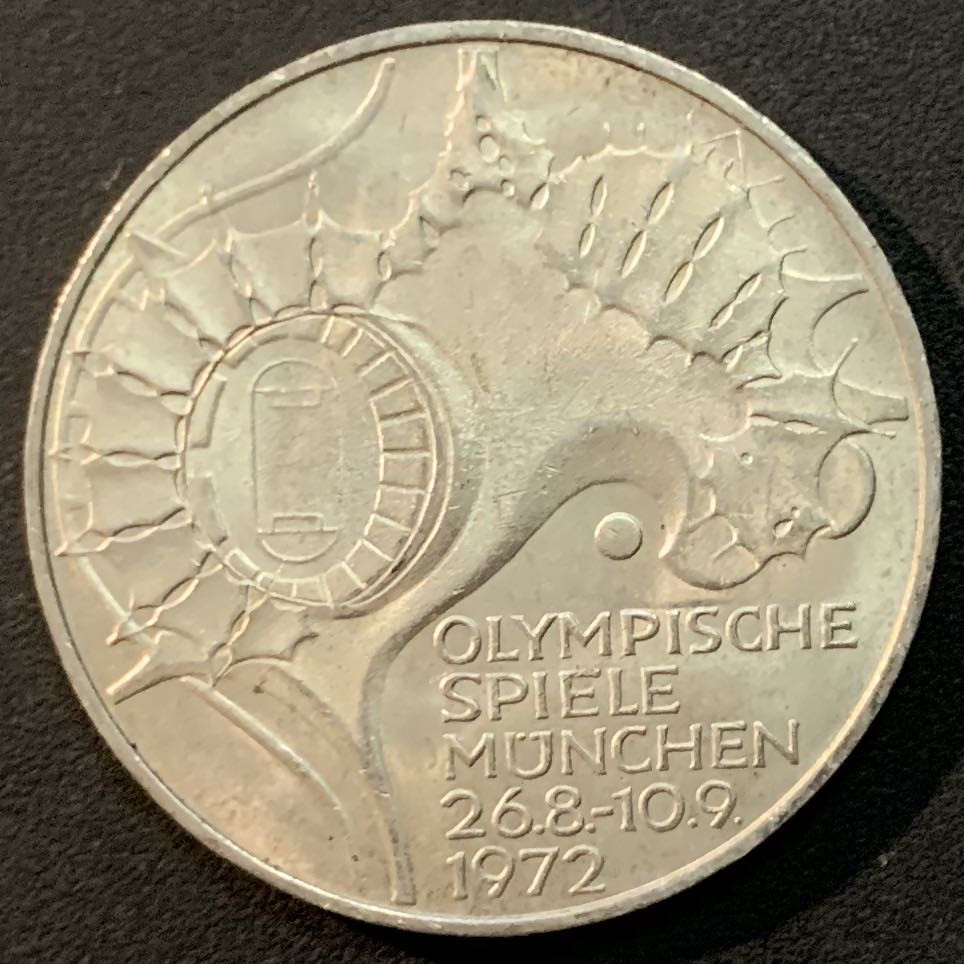 OLYMPISCHE
SPIELE
MÜNCHEN
26.8.-10.9.
1972